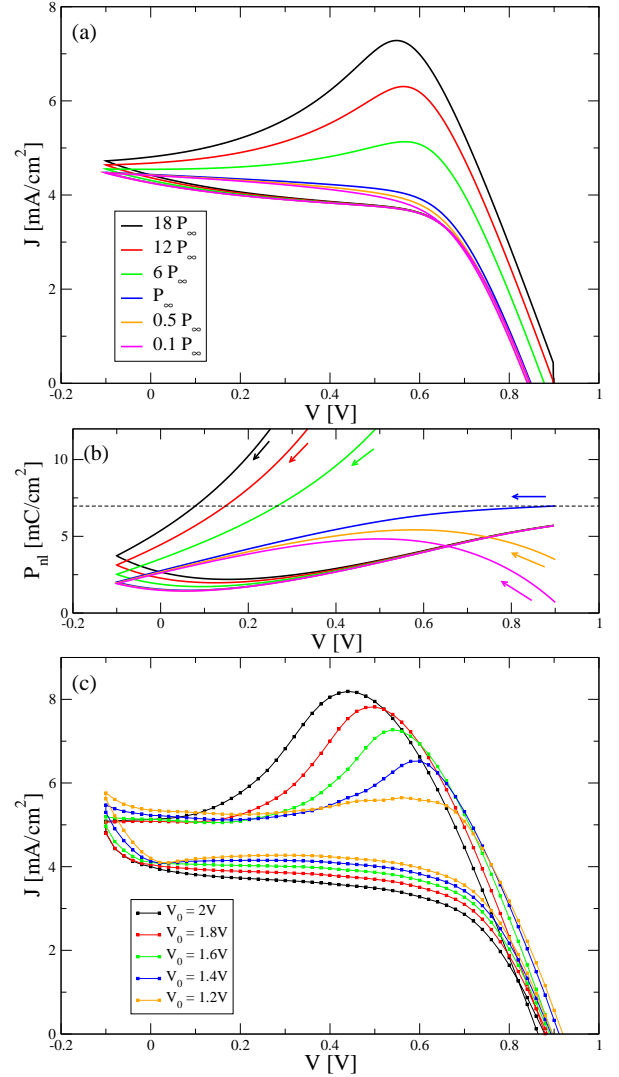 (a)
8
6
4
2
0
J [mA/cm²]
18 P∞
12 P∞
6 P∞
P∞
0.5 P∞
0.1 P∞
-0.2 0 0.2 0.4 0.6 0.8 1
V [V]
(b)
10
5
0
Pnl [mC/cm²]
-0.2 0 0.2 0.4 0.6 0.8 1
V [V]
(c)
8
6
4
2
0
J [mA/cm²]
V0 = 2V
V0 = 1.8V
V0 = 1.6V
V0 = 1.4V
V0 = 1.2V
-0.2 0 0.2 0.4 0.6 0.8 1
V [V]